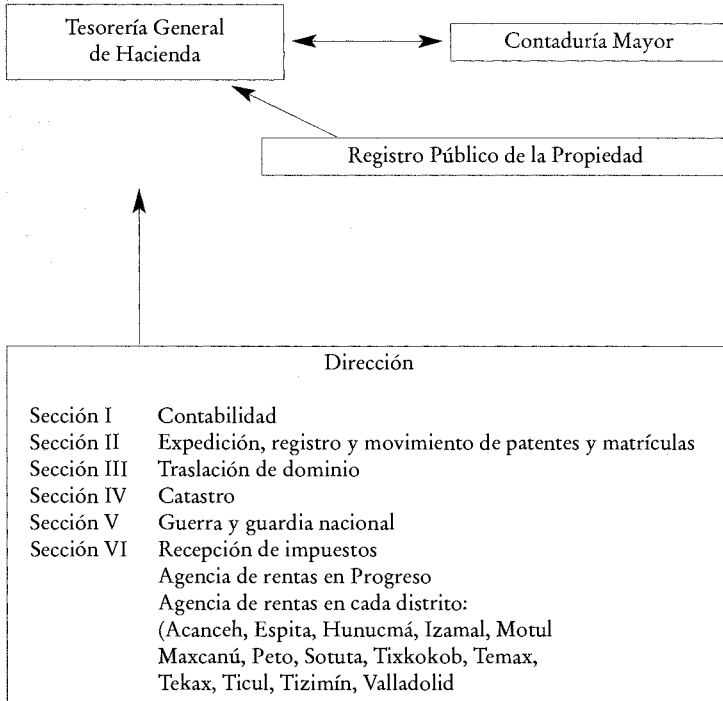 Tesorería General
de Hacienda
Contaduría Mayor
Registro Público de la Propiedad
Dirección
Sección I Contabilidad
Sección II Expedición, registro y movimiento de patentes y matrículas
Sección III Traslación de dominio
Sección IV Catastro
Sección V Guerra y guardia nacional
Sección VI Recepción de impuestos
Agencia de rentas en Progreso
Agencia de rentas en cada distrito:
(Acanceh, Espita, Hunucmá, Izamal, Motul
Maxcanú, Peto, Sotuta, Tixkokob, Temax,
Tekax, Ticul, Tizimín, Valladolid